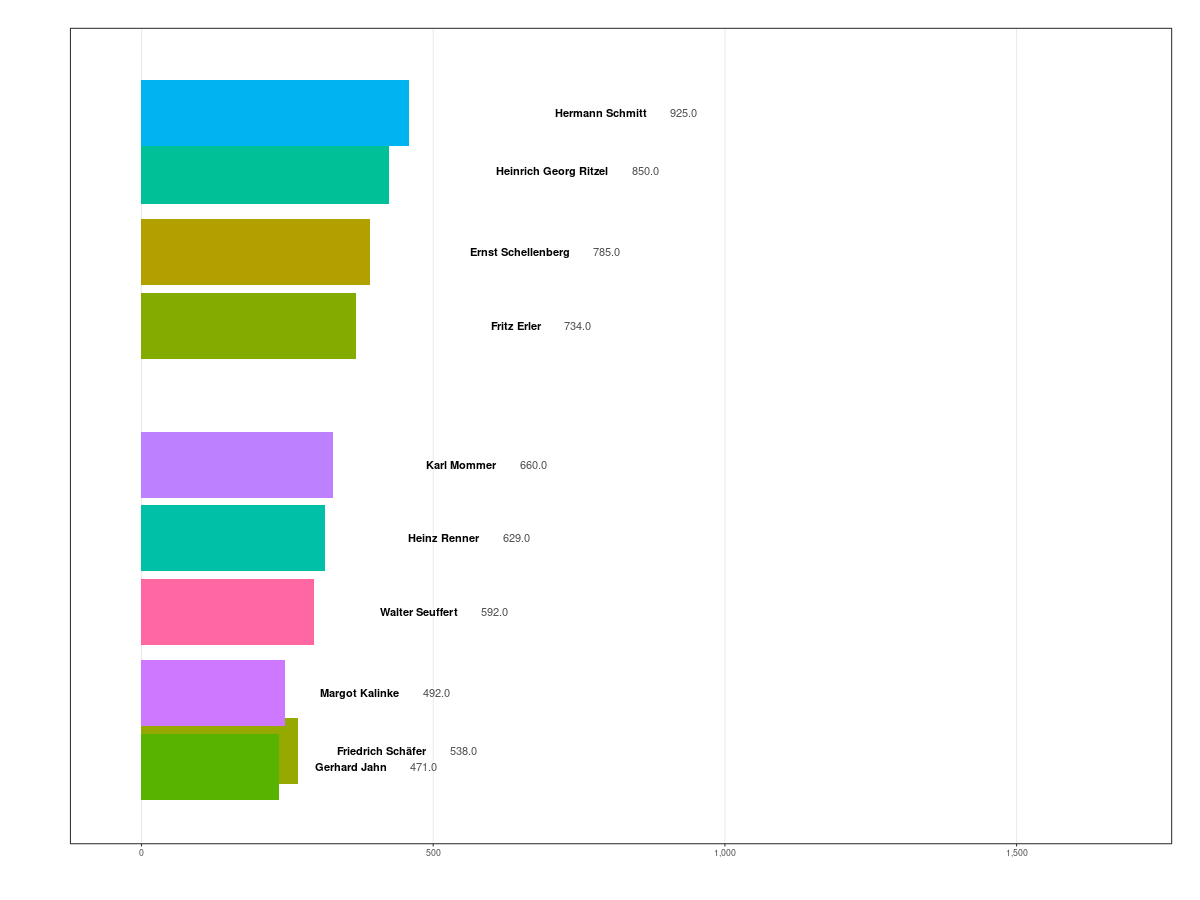 Hermann Schmitt 925.0
Heinrich Georg Ritzel 850.0
Ernst Schellenberg 785.0
Fritz Erler 734.0
Karl Mommer 660.0
Heinz Renner 629.0
Walter Seuffert 592.0
Margot Kalinke 492.0
Friedrich Schäfer 538.0
Gerhard Jahn 471.0
0 500 1,000 1,500